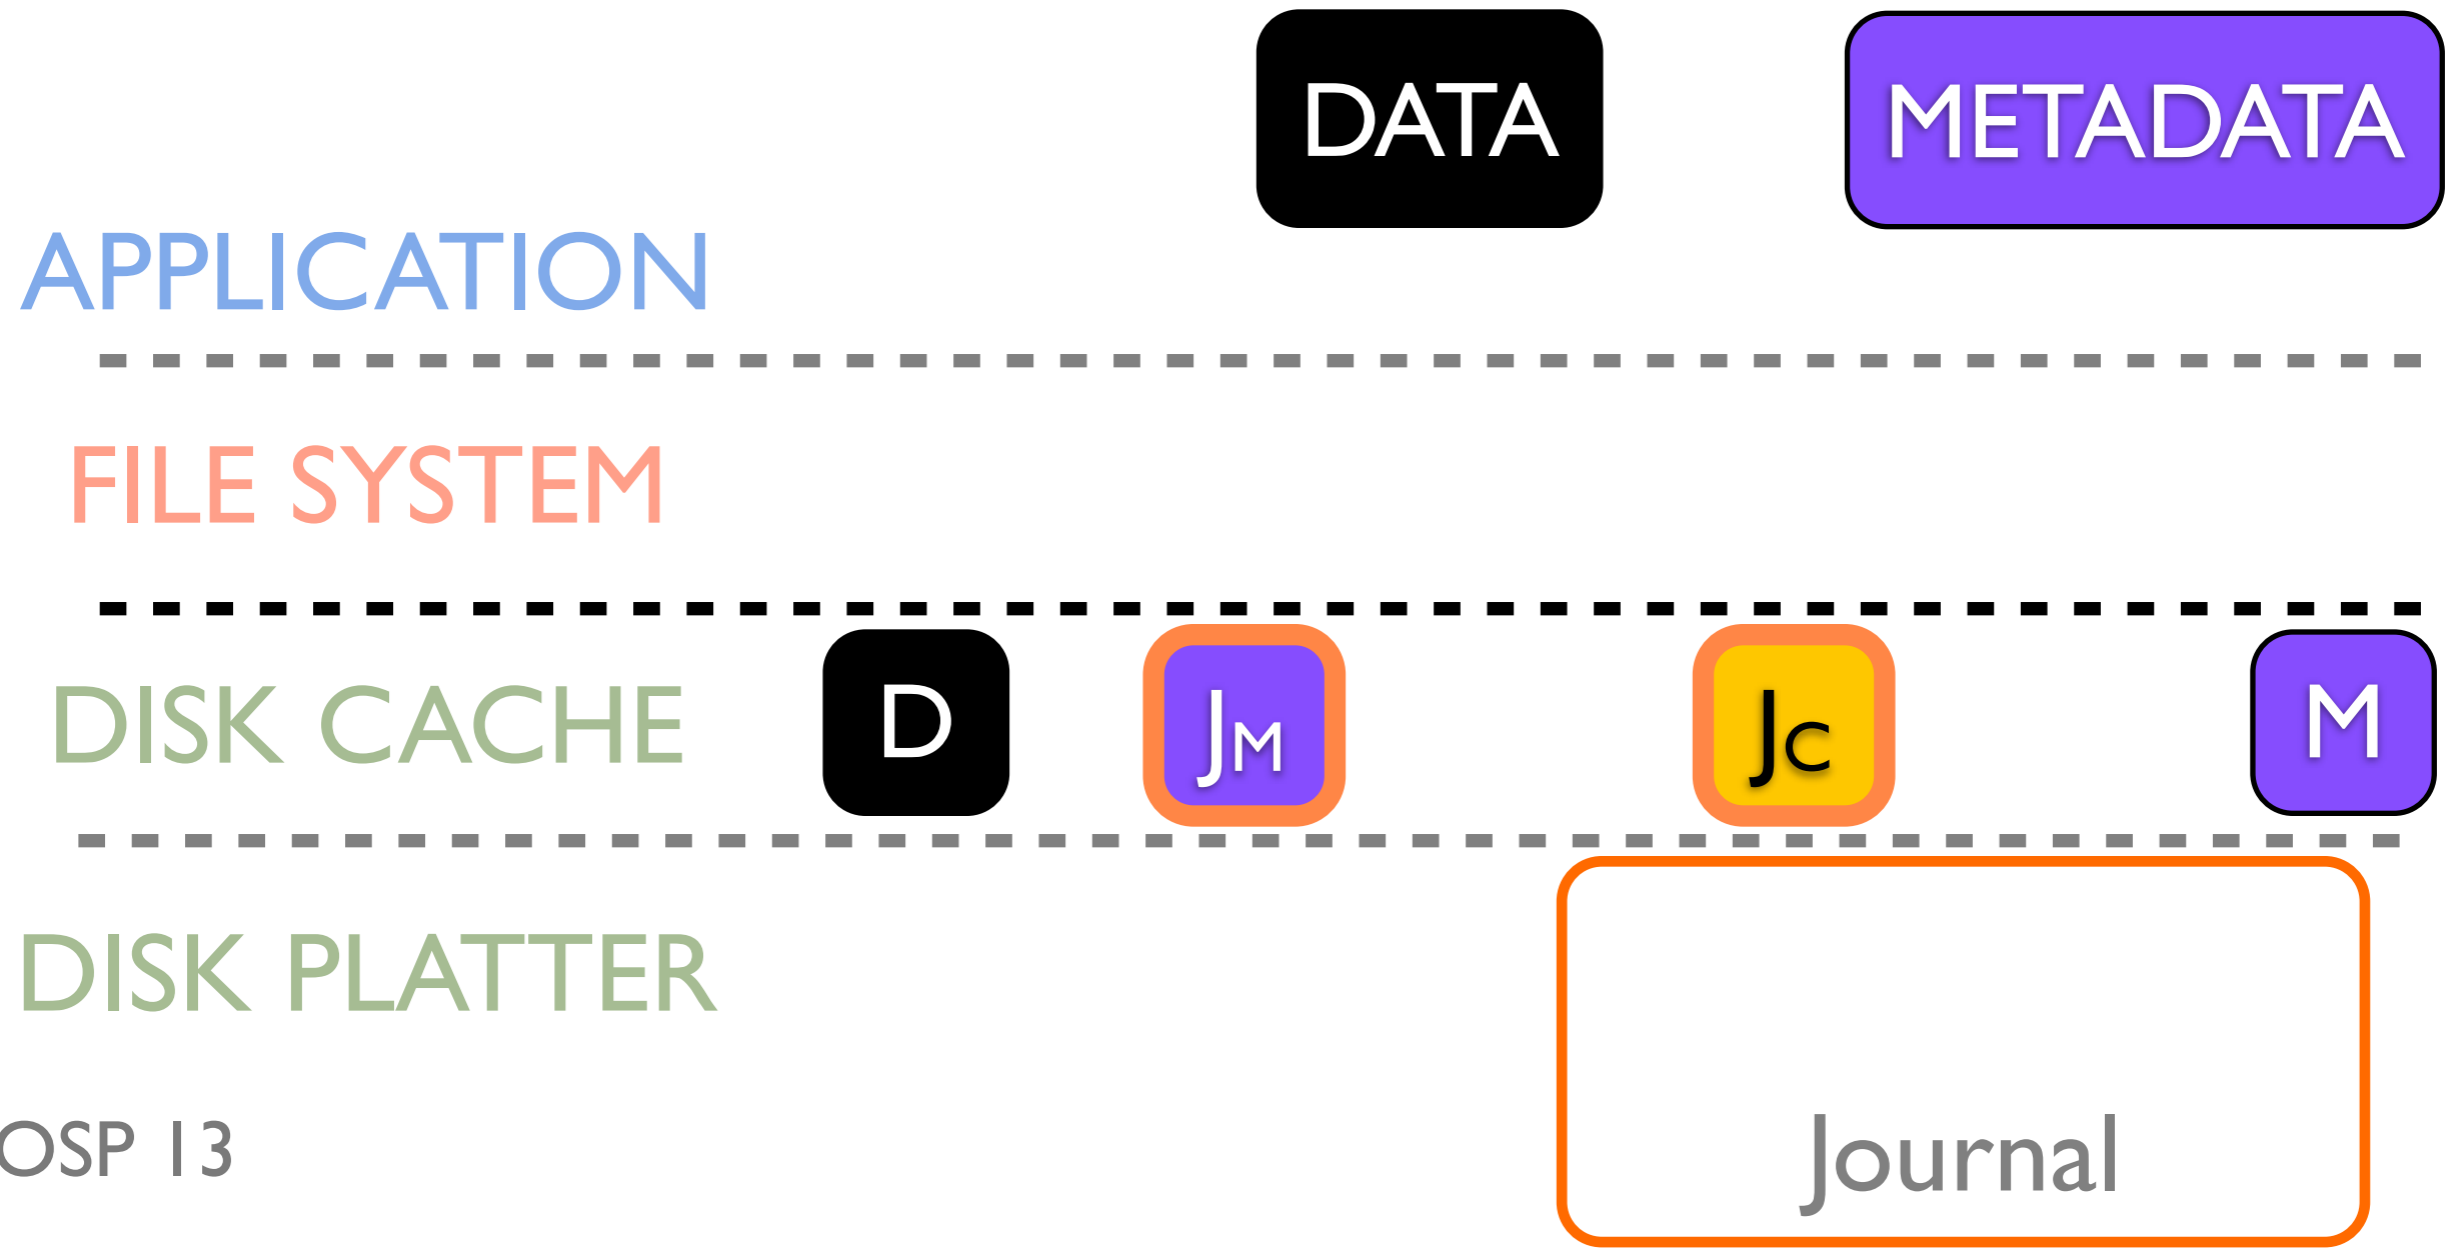 DATA METADATA
APPLICATION
FILE SYSTEM
DISK CACHE D JM JC M
DISK PLATTER
OSP 13 Journal